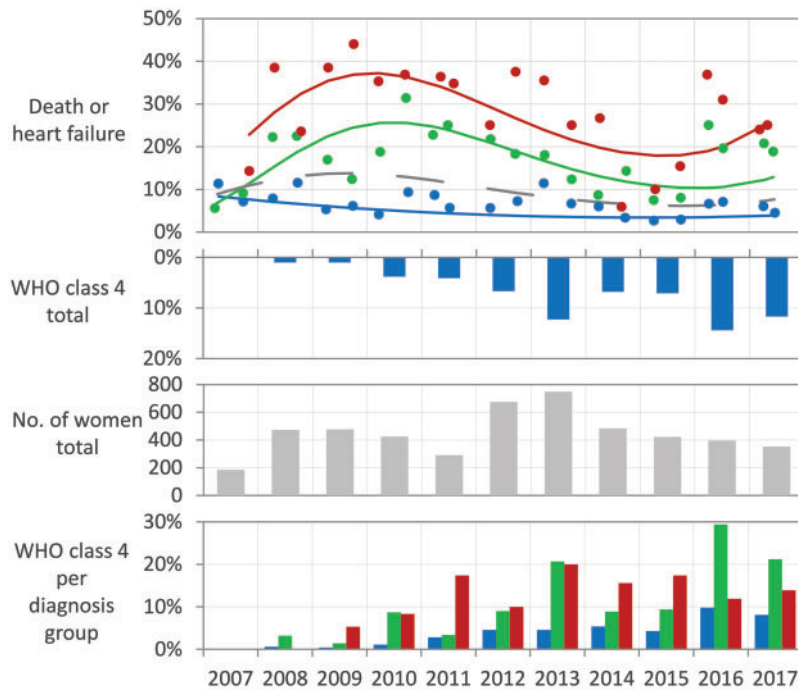 50%
40%
30%
20%
10%
0%
Death or
heart failure
0%
10%
20%
WHO class 4
total
800
600
400
200
0
No. of women
total
30%
20%
10%
0%
WHO class 4
per
diagnosis
group
2007 2008 2009 2010 2011 2012 2013 2014 2015 2016 2017